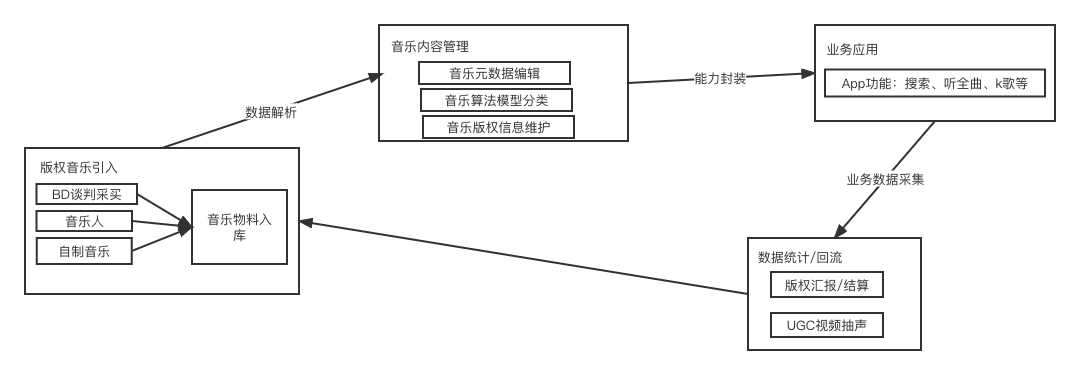 音乐内容管理
音乐元数据编辑
音乐算法模型分类
音乐版权信息维护
业务应用
App功能：搜索、听全曲、k歌等
能力封装
数据解析
版权音乐引入
BD谈判采买
音乐人
自制音乐
音乐物料入
库
业务数据采集
数据统计/回流
版权汇报/结算
UGC视频抽声